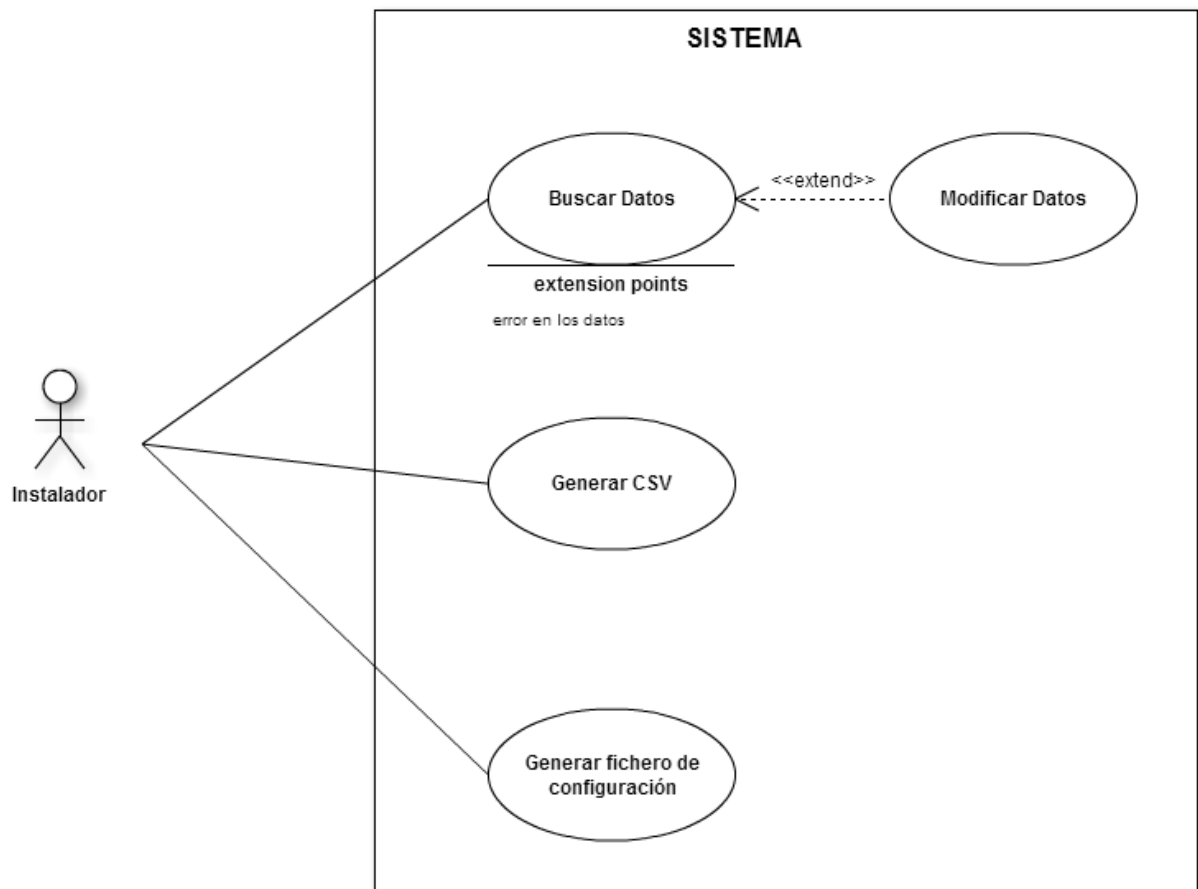 SISTEMA
Buscar Datos
<<extend>>
Modificar Datos
extension points
error en los datos
Instalador
Generar CSV
Generar fichero de
configuración